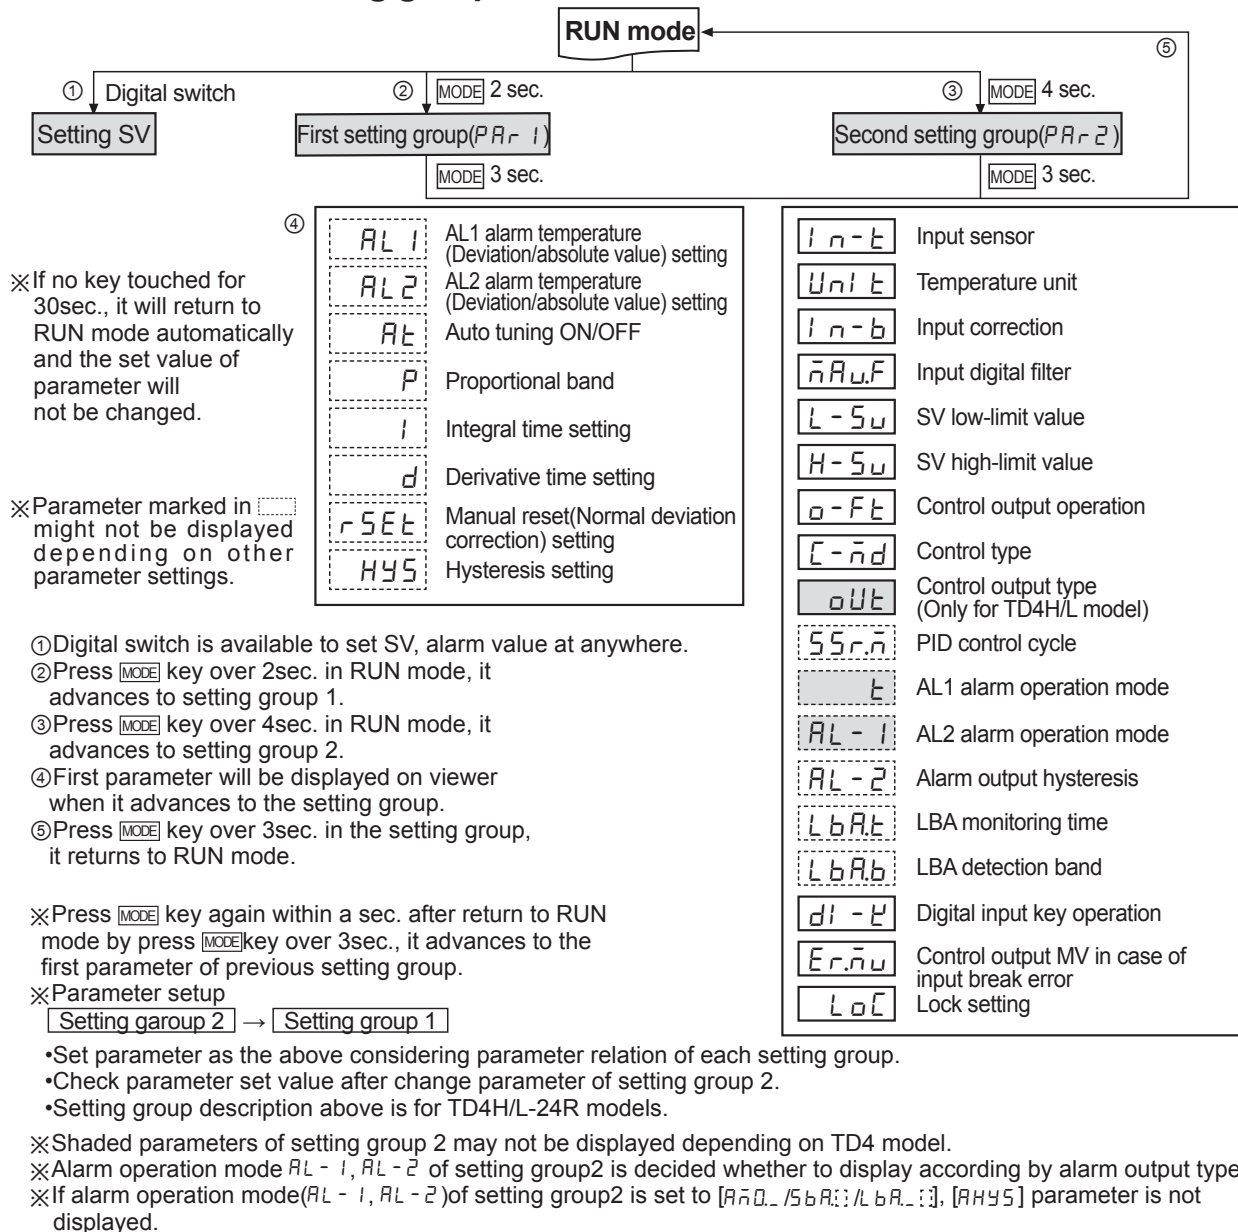 RUN mode
⑤
① Digital switch
② MODE 2 sec.
③ MODE 4 sec.
Setting SV
First setting group(PAr 1)
Second setting group(PAr2)
MODE 3 sec.
MODE 3 sec.
④
AL 1 AL1 alarm temperature
(Deviation/absolute value) setting
AL2 AL2 alarm temperature
(Deviation/absolute value) setting
At Auto tuning ON/OFF
P Proportional band
I Integral time setting
d Derivative time setting
rSEt Manual reset(Normal deviation
correction) setting
HYS Hysteresis setting
In-t Input sensor
UnIt Temperature unit
In-b Input correction
mAu.F Input digital filter
L-Su SV low-limit value
H-Su SV high-limit value
o-Ft Control output operation
C-md Control type
oUt Control output type
(Only for TD4H/L model)
SSr.m PID control cycle
t AL1 alarm operation mode
AL-1 AL2 alarm operation mode
AL-2 Alarm output hysteresis
LbA.t LBA monitoring time
LbA.b LBA detection band
dI-K Digital input key operation
Er.mu Control output MV in case of
input break error
LoC Lock setting
※If no key touched for
30sec., it will return to
RUN mode automatically
and the set value of
parameter will
not be changed.
※Parameter marked in
might not be displayed
depending on other
parameter settings.
①Digital switch is available to set SV, alarm value at anywhere.
②Press MODE key over 2sec. in RUN mode, it
advances to setting group 1.
③Press MODE key over 4sec. in RUN mode, it
advances to setting group 2.
④First parameter will be displayed on viewer
when it advances to the setting group.
⑤Press MODE key over 3sec. in the setting group,
it returns to RUN mode.
※Press MODE key again within a sec. after return to RUN
mode by press MODE key over 3sec., it advances to the
first parameter of previous setting group.
※Parameter setup
Setting garoup 2 → Setting group 1
•Set parameter as the above considering parameter relation of each setting group.
•Check parameter set value after change parameter of setting group 2.
•Setting group description above is for TD4H/L-24R models.
※Shaded parameters of setting group 2 may not be displayed depending on TD4 model.
※Alarm operation mode AL-1, AL-2 of setting group2 is decided whether to display according by alarm output type
※If alarm operation mode(AL-1, AL-2)of setting group2 is set to [Am0._/SbA.⬚/LbA._⬚], [AHYS] parameter is not
displayed.